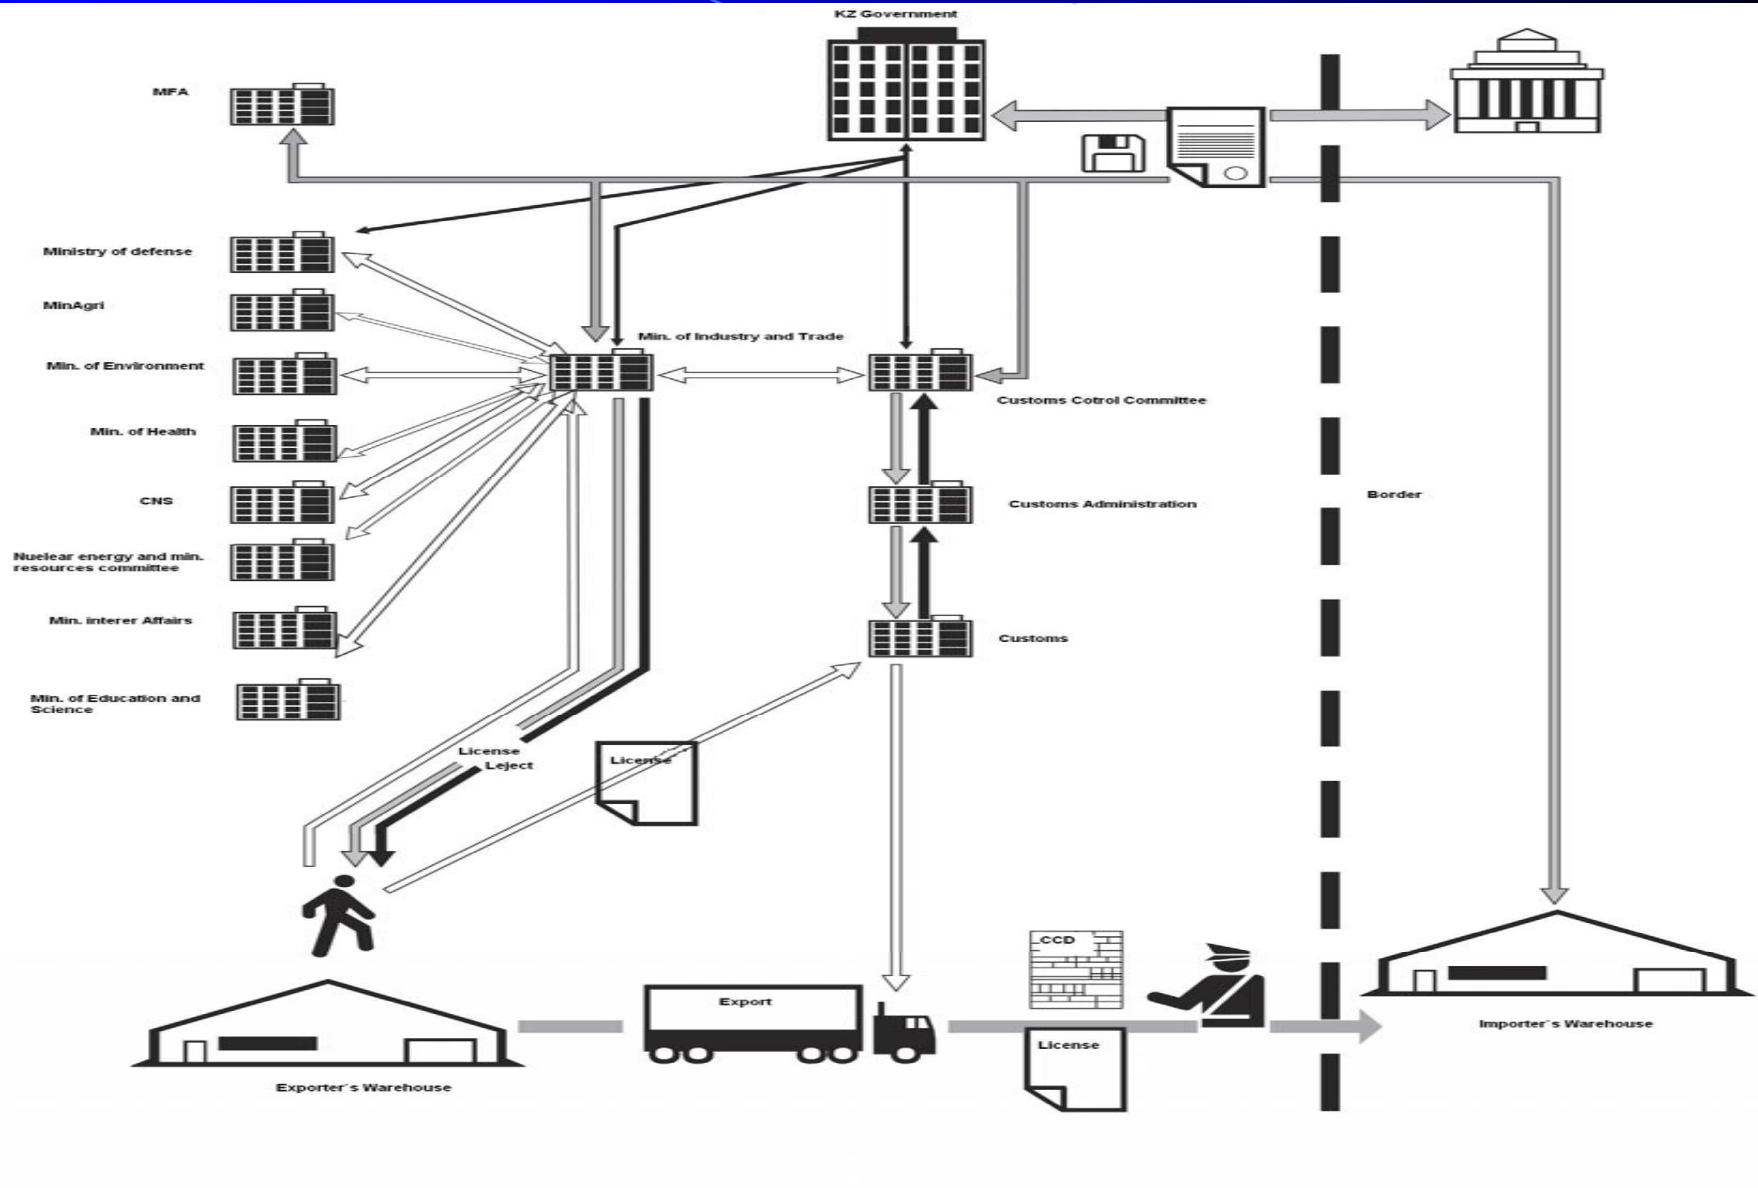 KZ Government
MFA
Ministry of defense
MinAgri
Min. of Industry and Trade
Min. of Environment
Customs Cotrol Committee
Min. of Health
Border
CNS
Customs Administration
Nuelear energy and min.
resources committee
Min. interer Affairs
Customs
Min. of Education and
Science
License
Leject
License
CCD
Export
License
Importer`s Warehouse
Exporter`s Warehouse